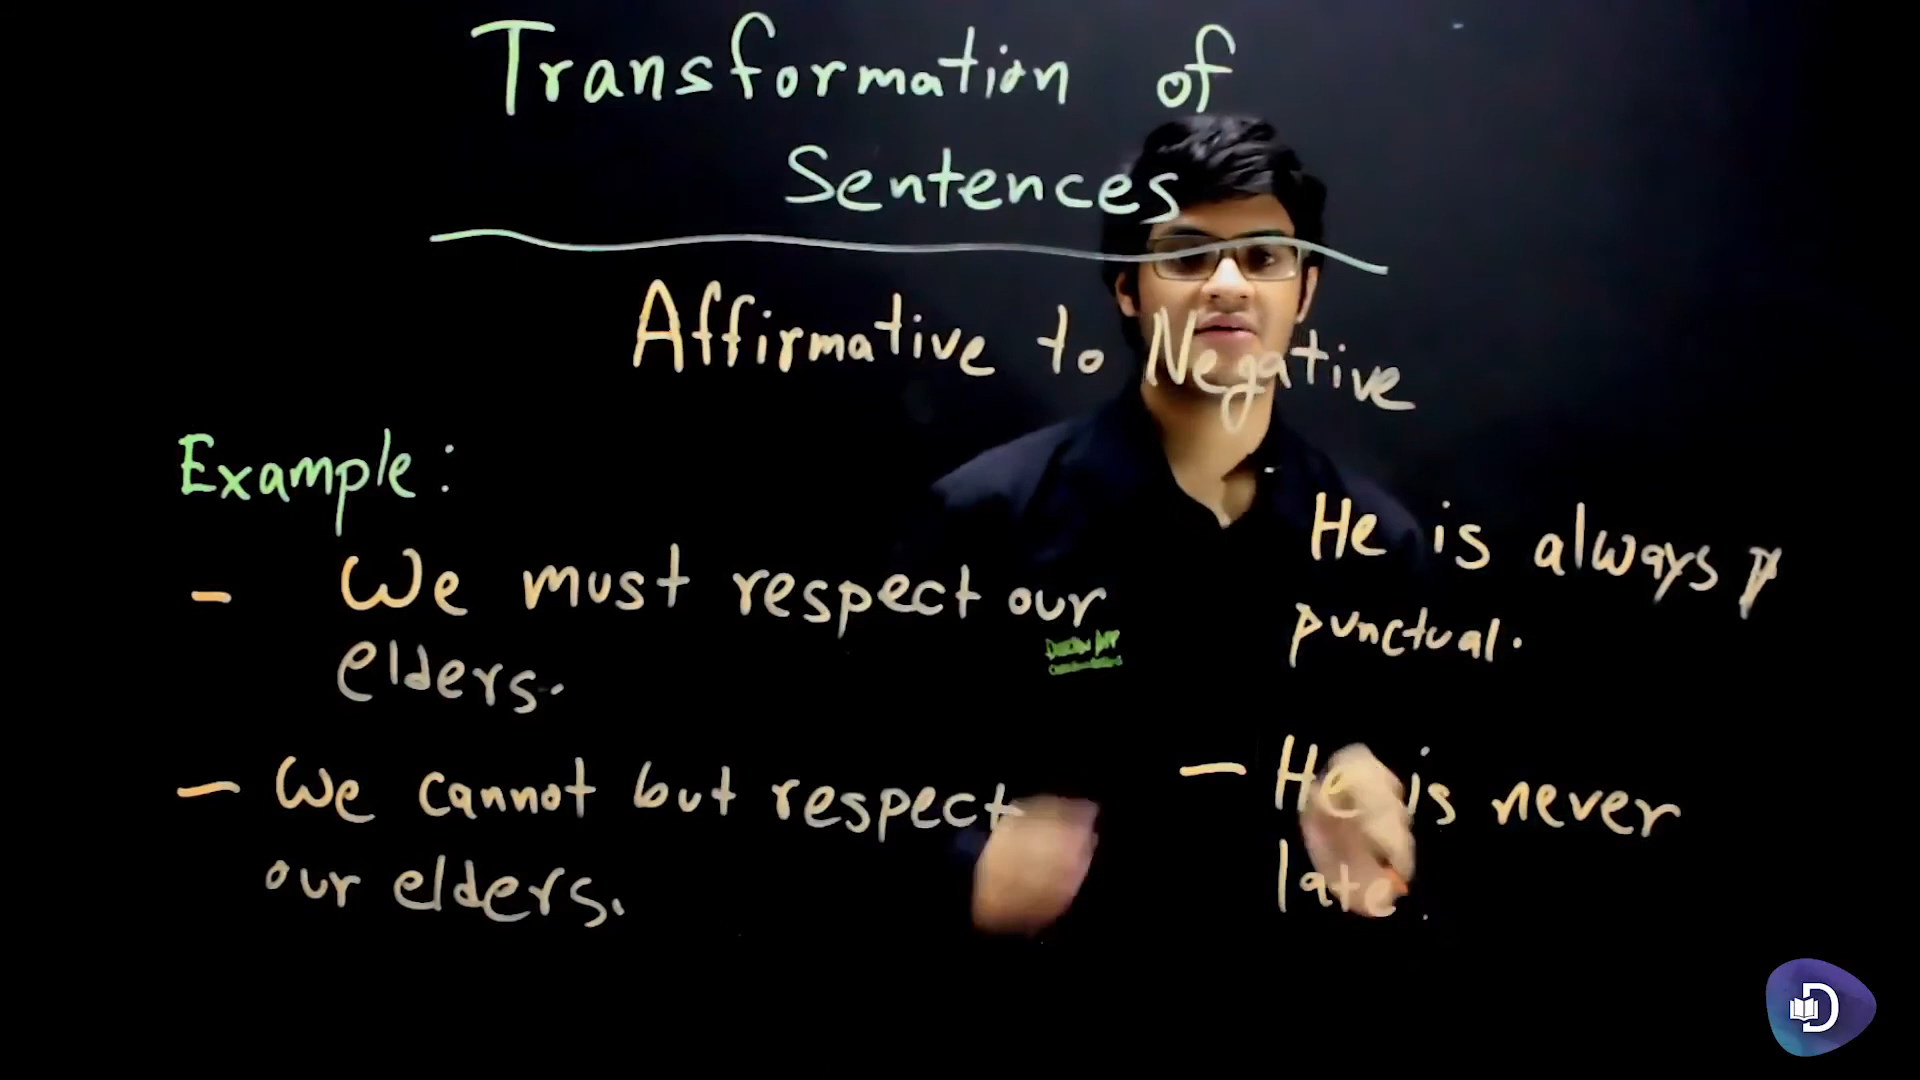 Transformation of
Sentences
Affirmative to Negative
Example:
- We must respect our
elders.
- We cannot but respect
our elders.
He is always p
punctual.
- He is never
late.
D